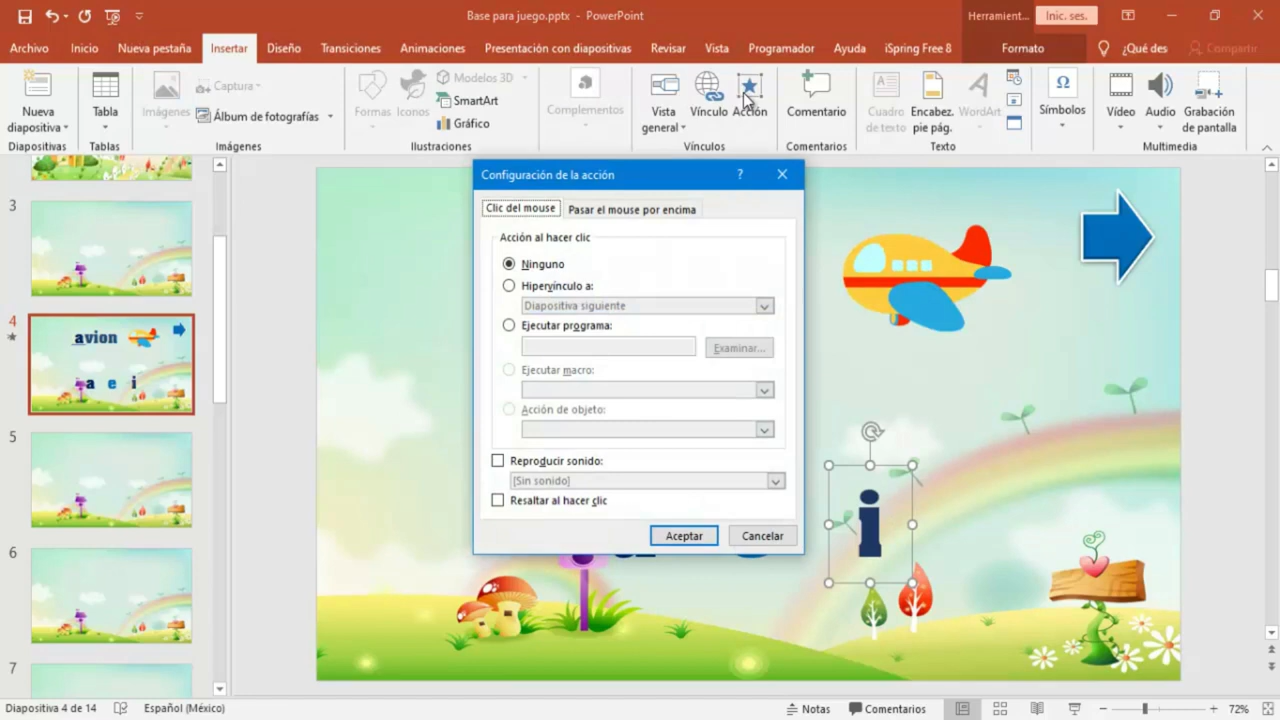 Base para juego.pptx - PowerPoint
Herramient... Inic. ses.
Archivo Inicio Nueva pestaña Insertar Diseño Transiciones Animaciones Presentación con diapositivas Revisar Vista Programador Ayuda iSpring Free 8 Formato ¿Qué des Compartir
Nueva diapositiva
Diapositivas
Tabla
Tablas
Imágenes
Captura
Álbum de fotografías
Imágenes
Formas
Iconos
Modelos 3D
SmartArt
Gráfico
Ilustraciones
Complementos
Vista general
Vínculo
Acción
Vínculos
Comentario
Comentarios
Cuadro de texto
Encabez. pie pág.
WordArt
Texto
Símbolos
Vídeo
Audio
Grabación de pantalla
Multimedia
3
4
avion
a e i
5
6
7
Configuración de la acción ?
Clic del mouse Pasar el mouse por encima
Acción al hacer clic
Ninguno
Hipervínculo a:
Diapositiva siguiente
Ejecutar programa:
Examinar...
Ejecutar macro:
Acción de objeto:
Reproducir sonido:
[Sin sonido]
Resaltar al hacer clic
Aceptar Cancelar
i
Diapositiva 4 de 14 Español (México) Notas Comentarios 72%